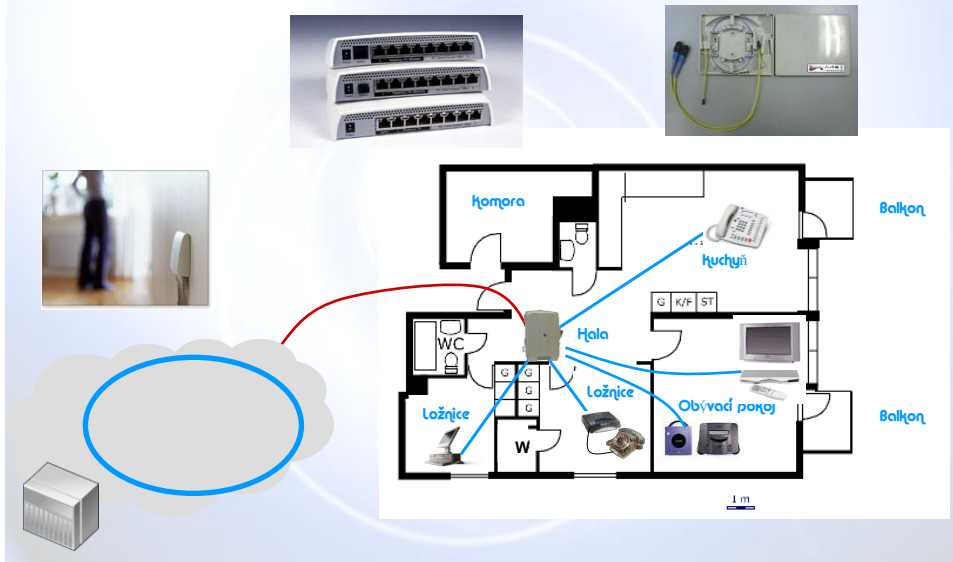 Komora
Balkon
Kuchyň
G K/F ST
Hala
WC
G G
G
G
Ložnice
Ložnice
Obývací pokoj
Balkon
W
1 m